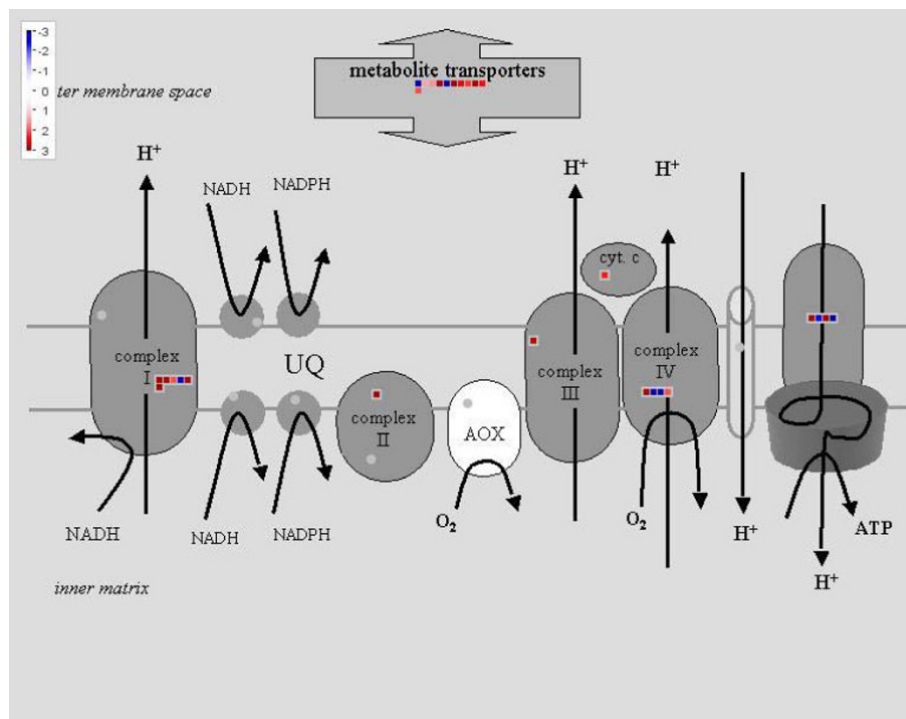 -3
-2
-1
0
1
2
3
metabolite transporters
ter membrane space
H+
H+
H+
NADH
NADPH
cyt. c
complex
I
UQ
complex
II
AOX
complex
III
complex
IV
NADH
NADH
NADPH
O2
O2
H+
ATP
H+
inner matrix